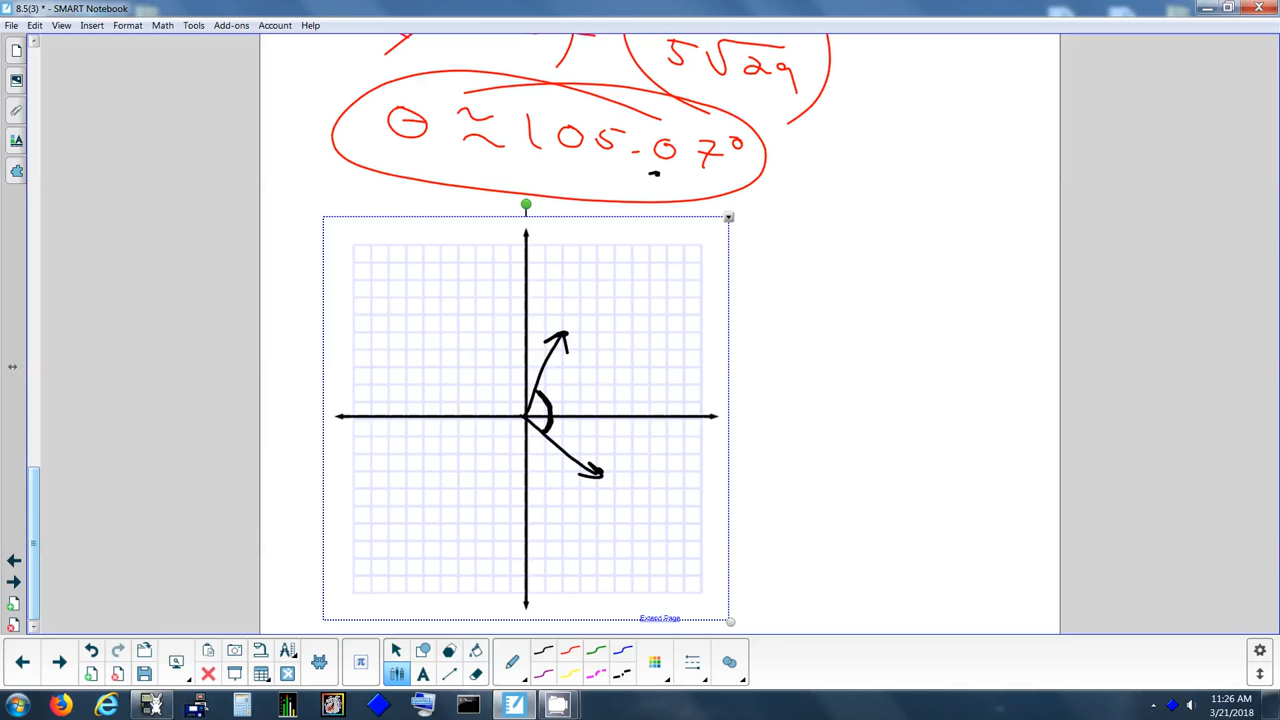 8.5(3) * - SMART Notebook
File Edit View Insert Format Math Tools Add-ons Account Help
5√29
θ ≈ 105.07°
Extend Page
π
11:26 AM
3/21/2018